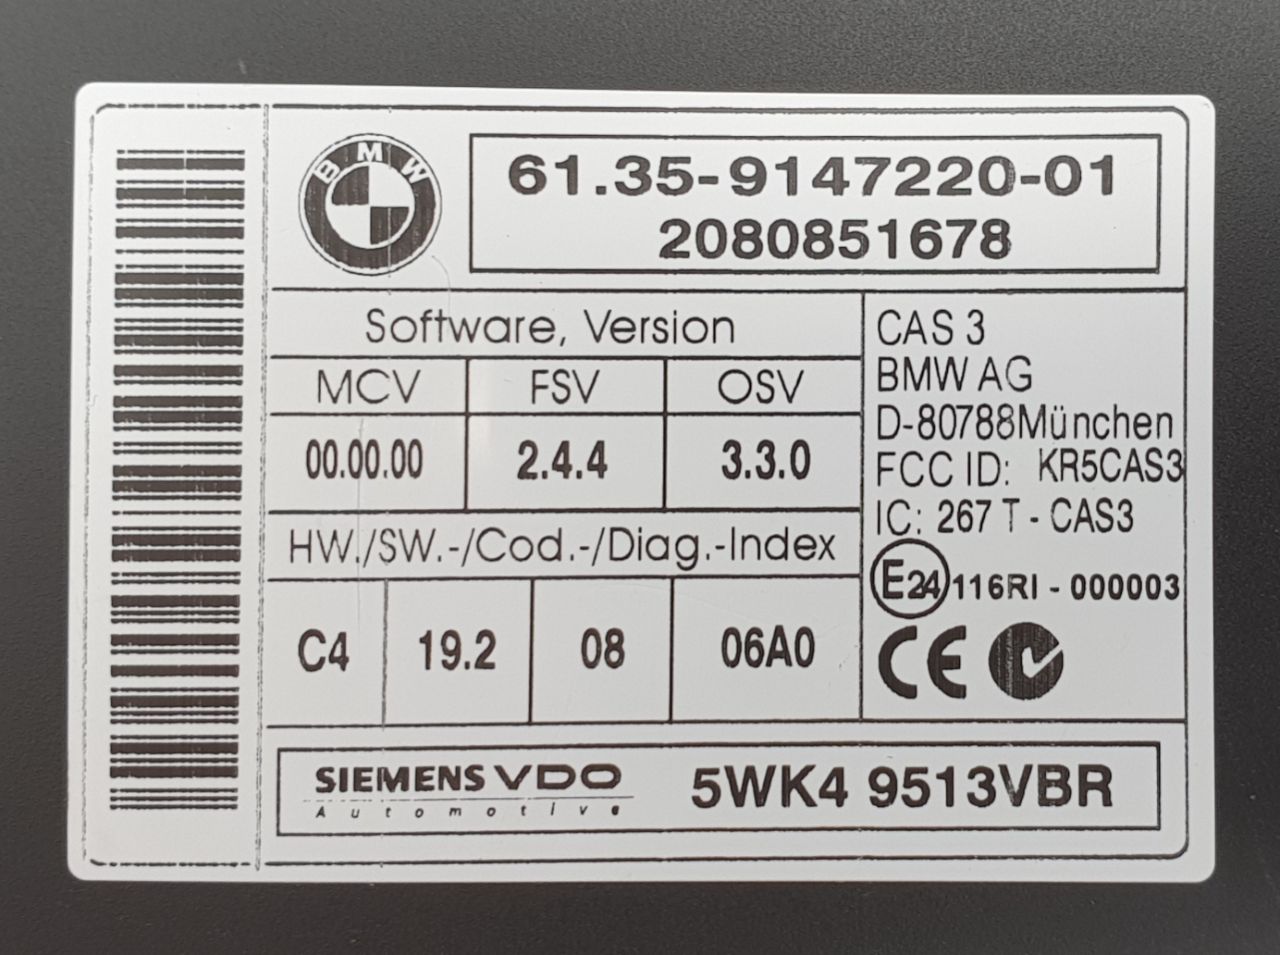 BMW
61.35-9147220-01
2080851678
Software, Version
MCV FSV OSV
00.00.00 2.4.4 3.3.0
HW./SW.-/Cod.-/Diag.-Index
C4 19.2 08 06A0
CAS 3
BMW AG
D-80788München
FCC ID: KR5CAS3
IC: 267 T - CAS3
E24 116RI - 000003
CE
SIEMENS VDO
Automotive
5WK4 9513VBR